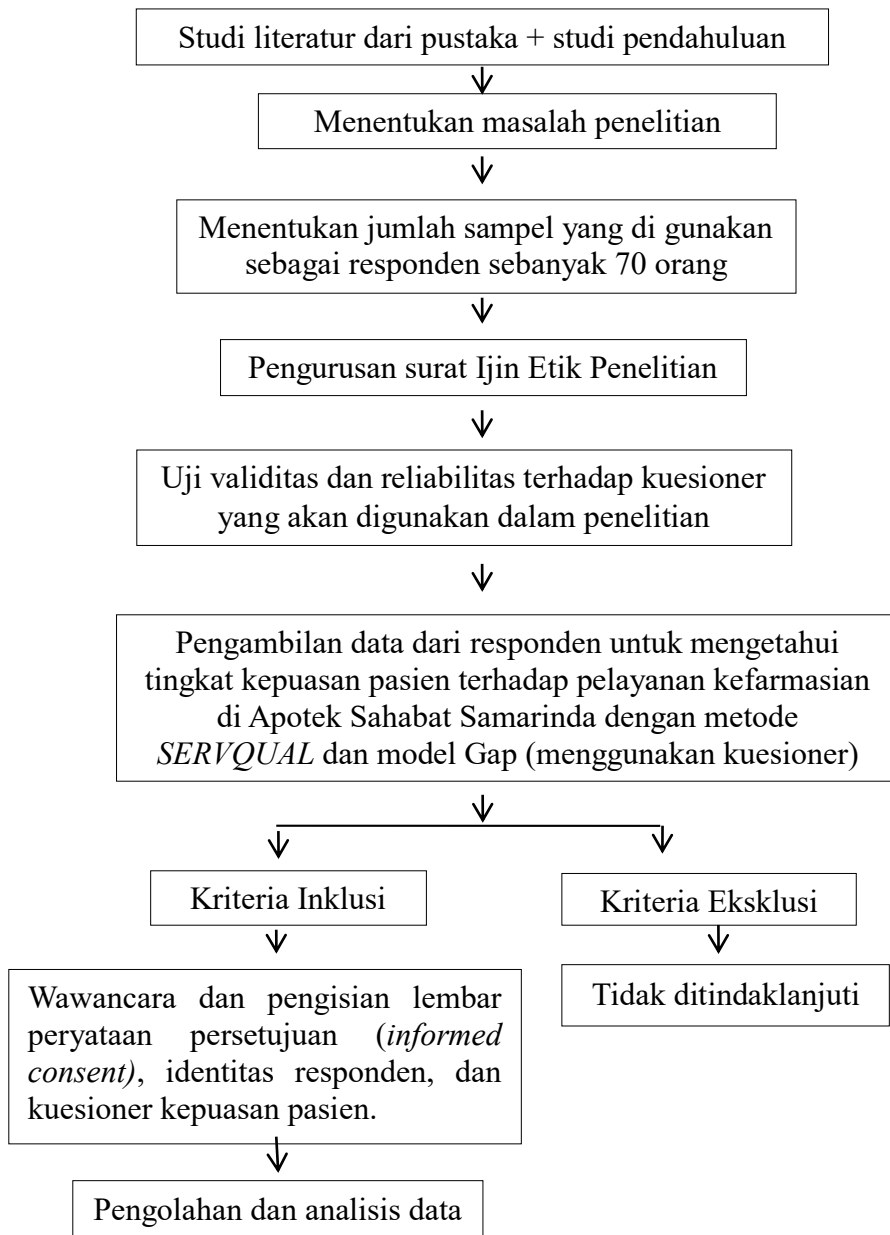 Studi literatur dari pustaka + studi pendahuluan
Menentukan masalah penelitian
Menentukan jumlah sampel yang di gunakan
sebagai responden sebanyak 70 orang
Pengurusan surat Ijin Etik Penelitian
Uji validitas dan reliabilitas terhadap kuesioner
yang akan digunakan dalam penelitian
Pengambilan data dari responden untuk mengetahui
tingkat kepuasan pasien terhadap pelayanan kefarmasian
di Apotek Sahabat Samarinda dengan metode
SERVQUAL dan model Gap (menggunakan kuesioner)
Kriteria Inklusi
Kriteria Eksklusi
Wawancara dan pengisian lembar
peryataan persetujuan (informed
consent), identitas responden, dan
kuesioner kepuasan pasien.
Tidak ditindaklanjuti
Pengolahan dan analisis data